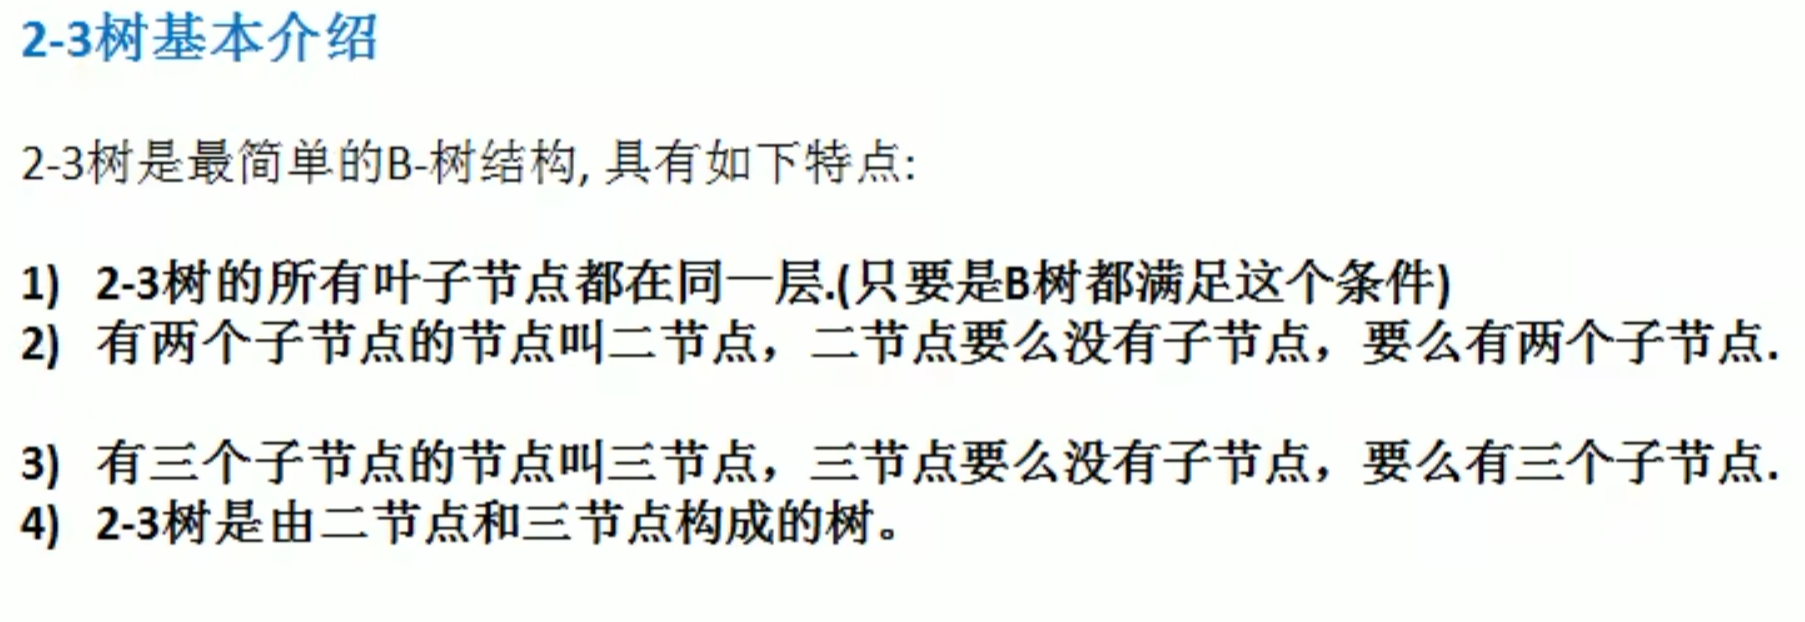 2-3树基本介绍
2-3树是最简单的B-树结构, 具有如下特点:
1) 2-3树的所有叶子节点都在同一层.(只要是B树都满足这个条件)
2) 有两个子节点的节点叫二节点，二节点要么没有子节点，要么有两个子节点.
3) 有三个子节点的节点叫三节点，三节点要么没有子节点，要么有三个子节点.
4) 2-3树是由二节点和三节点构成的树。